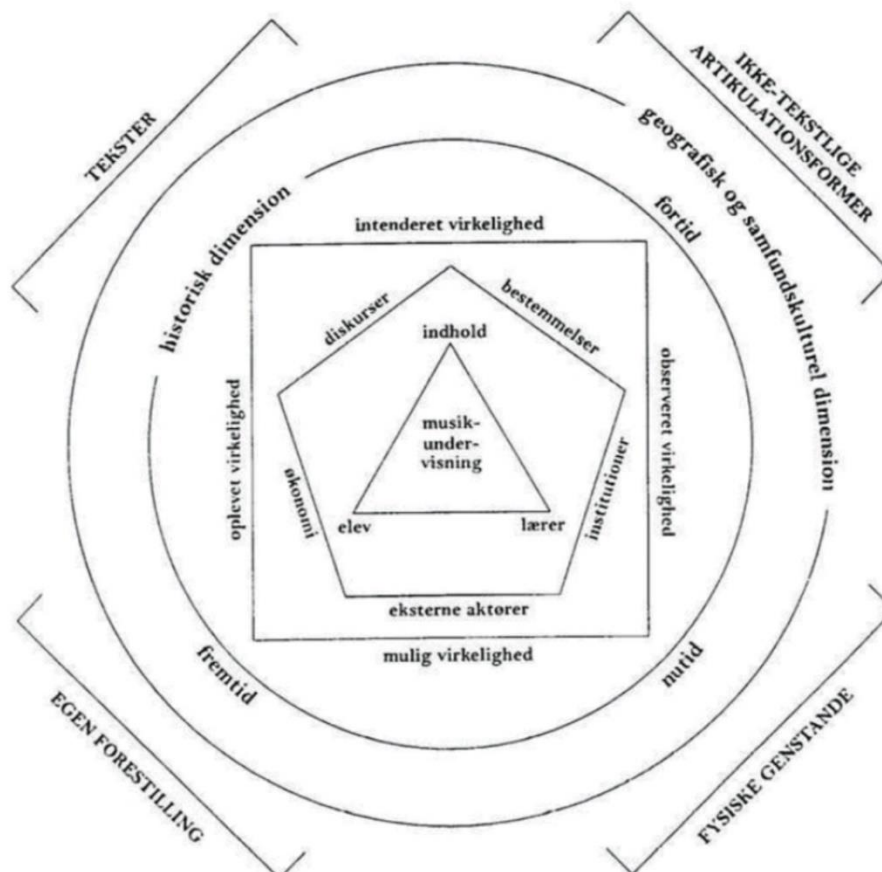 TEKSTER
IKKE-TEKSTLIGE
ARTIKULATIONSFORMER
geografisk og samfundskulturel dimension
historisk dimension
fortid
intenderet virkelighed
diskurser
bestemmelser
indhold
oplevet virkelighed
observeret virkelighed
musik-
under-
visning
økonomi
institutioner
elev
lærer
eksterne aktører
mulig virkelighed
fremtid
nutid
EGEN FORESTILLING
FYSISKE GENSTANDE